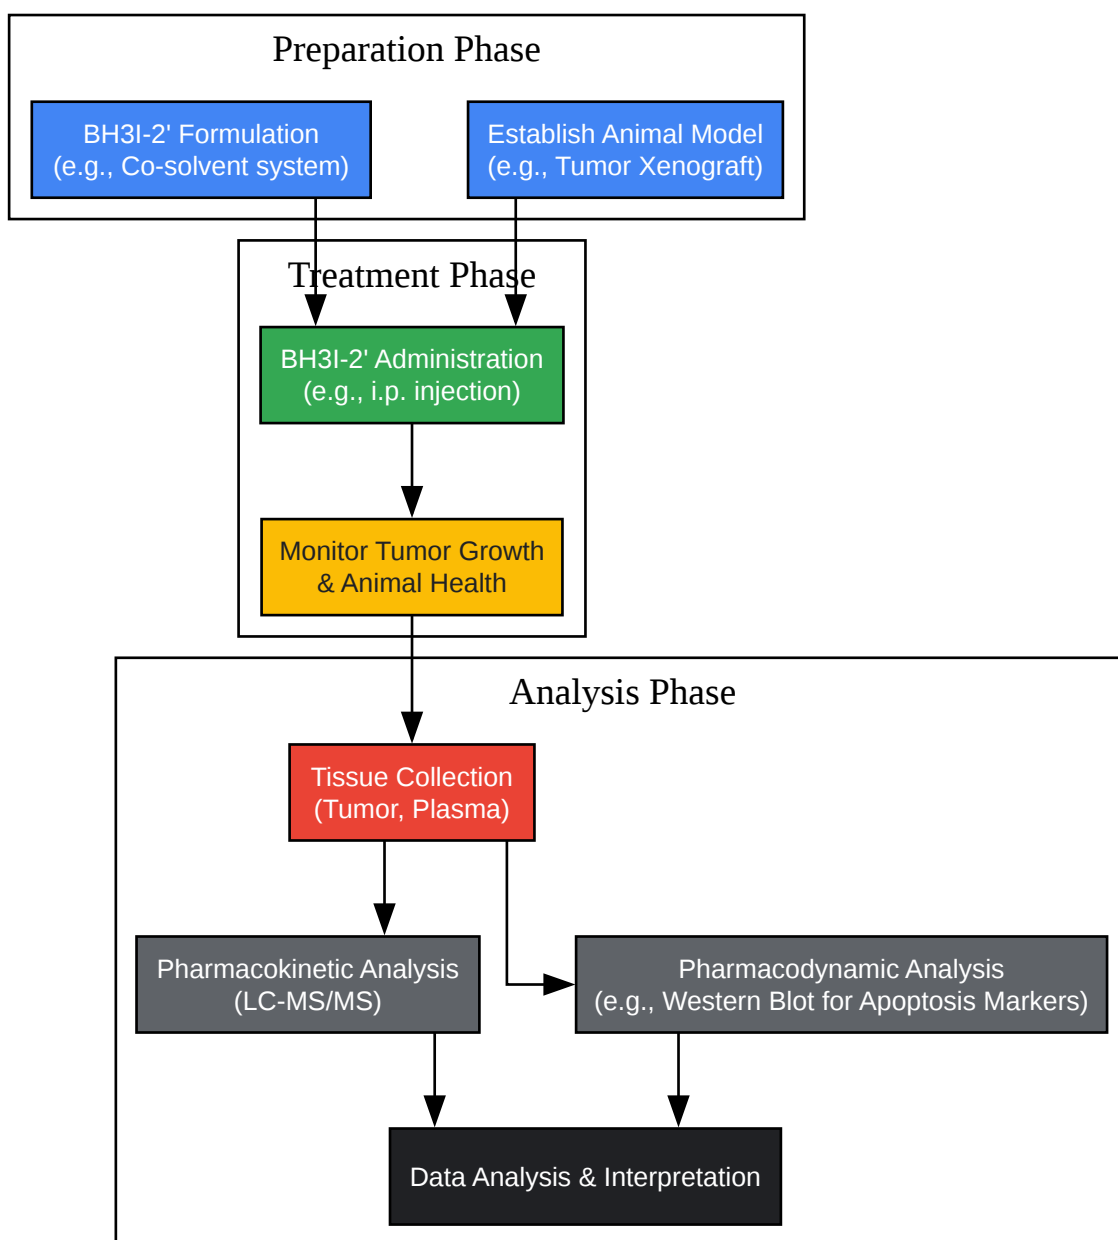 Preparation Phase
BH3I-2' Formulation
(e.g., Co-solvent system)
Establish Animal Model
(e.g., Tumor Xenograft)
Treatment Phase
BH3I-2' Administration
(e.g., i.p. injection)
Monitor Tumor Growth
& Animal Health
Analysis Phase
Tissue Collection
(Tumor, Plasma)
Pharmacokinetic Analysis
(LC-MS/MS)
Pharmacodynamic Analysis
(e.g., Western Blot for Apoptosis Markers)
Data Analysis & Interpretation